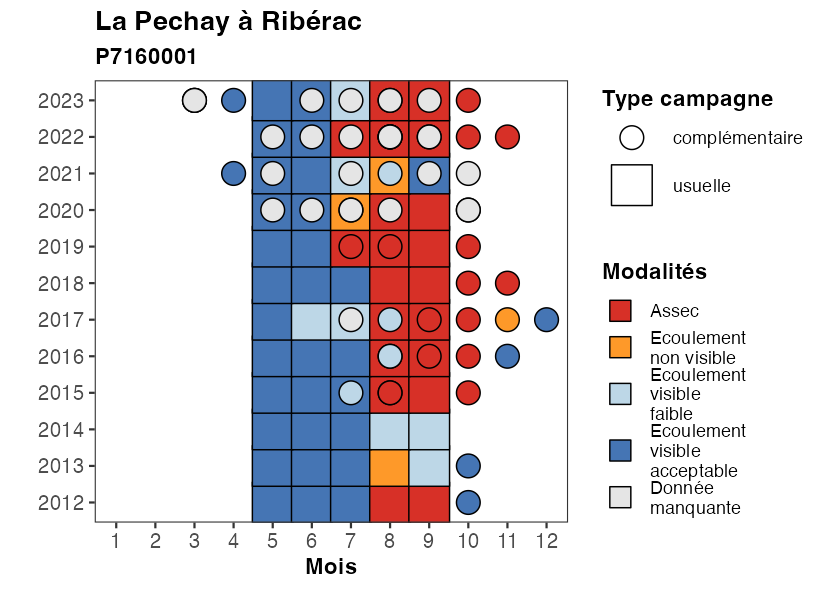 La Pechay à Ribérac
P7160001
2023
2022
2021
2020
2019
2018
2017
2016
2015
2014
2013
2012
1 2 3 4 5 6 7 8 9 10 11 12
Mois
Type campagne
complémentaire
usuelle
Modalités
Assec
Ecoulement
non visible
Ecoulement
visible
faible
Ecoulement
visible
acceptable
Donnée
manquante